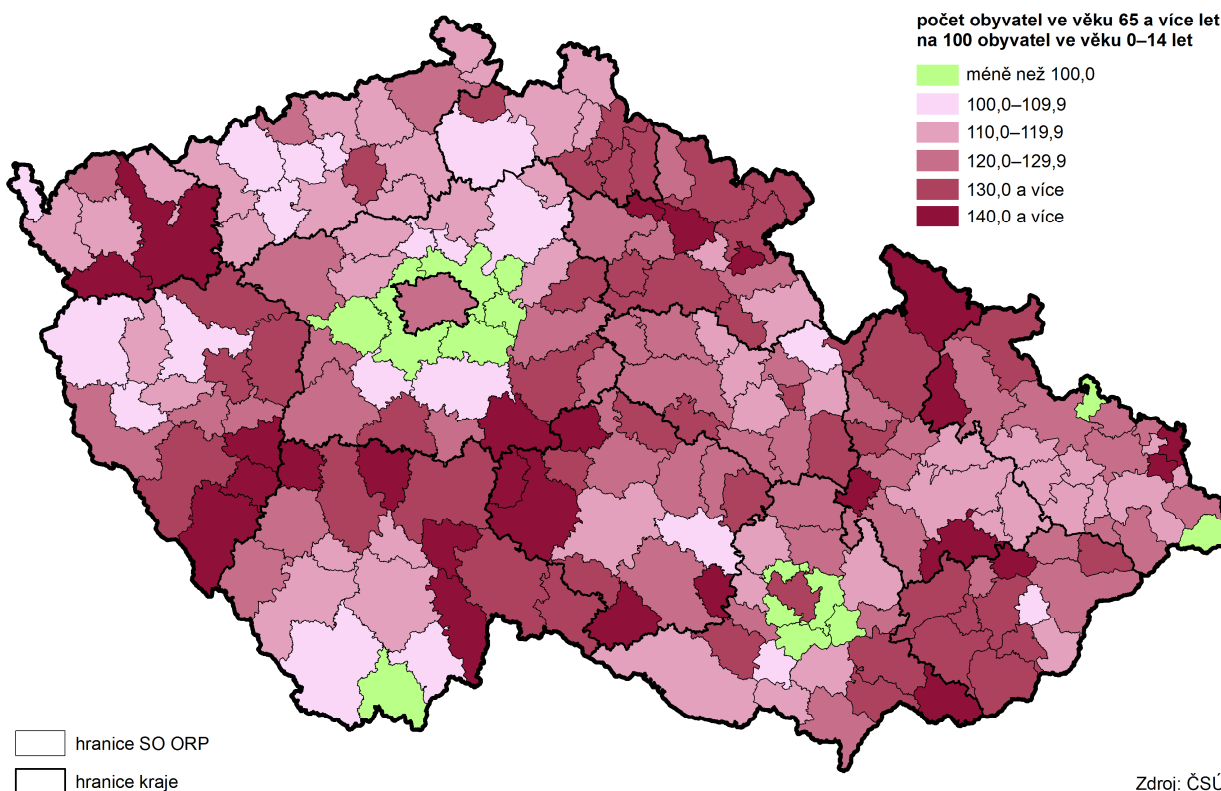 počet obyvatel ve věku 65 a více let
na 100 obyvatel ve věku 0–14 let
méně než 100,0
100,0–109,9
110,0–119,9
120,0–129,9
130,0 a více
140,0 a více
hranice SO ORP
hranice kraje
Zdroj: ČSÚ